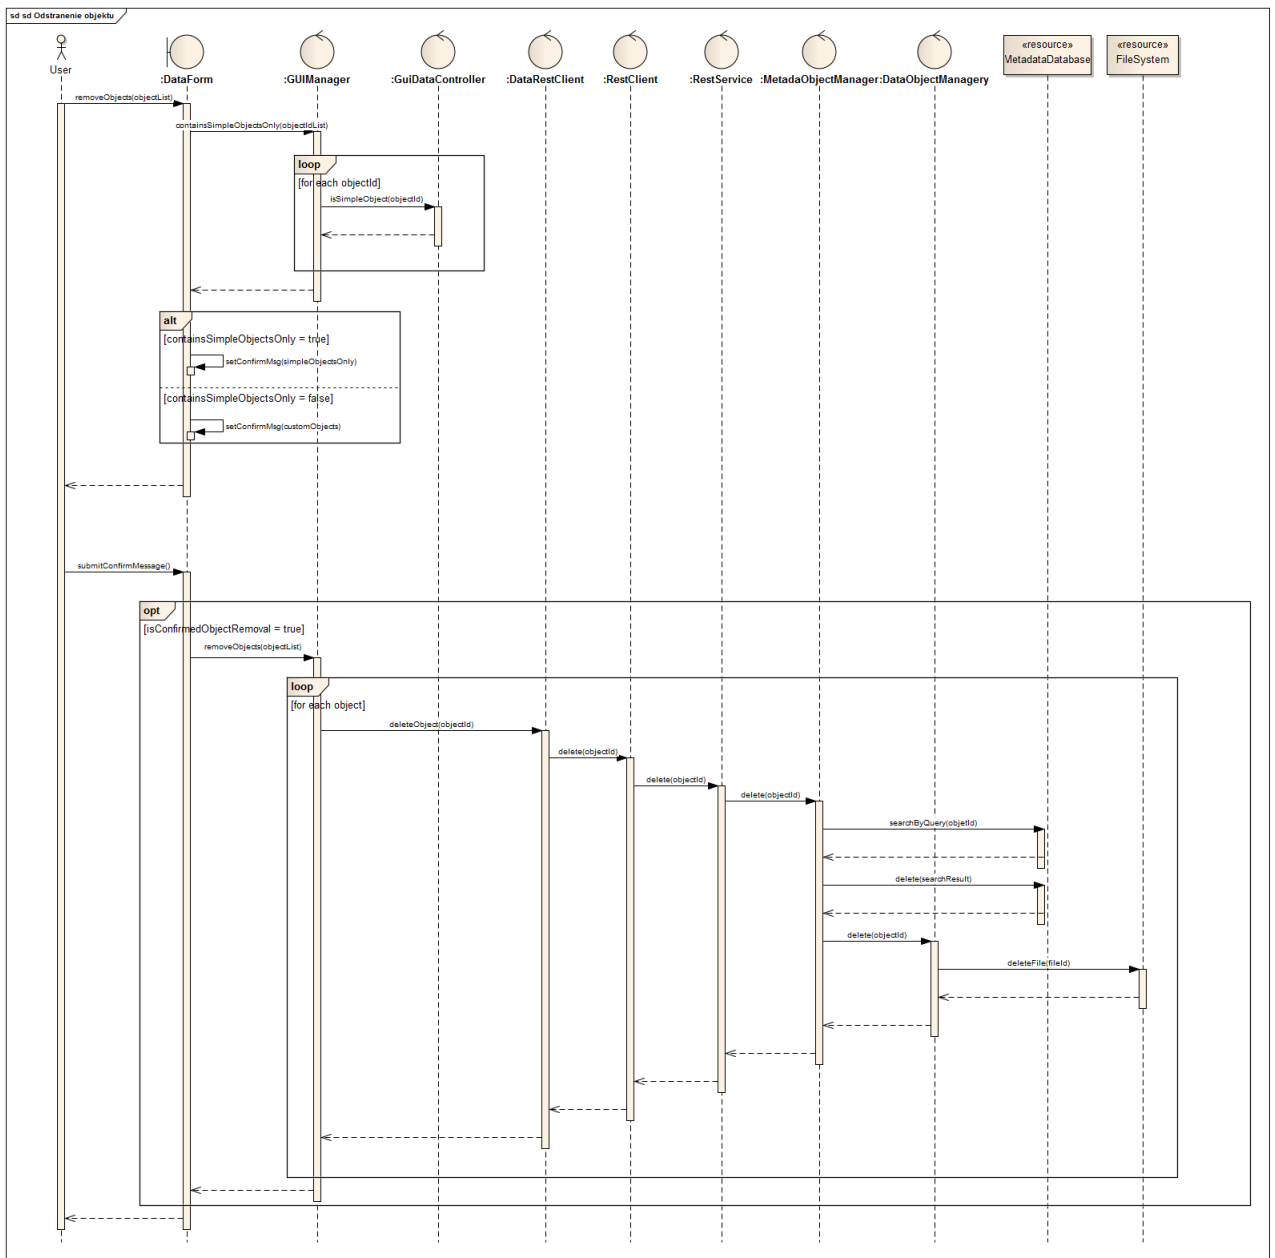 sd sd Odstranenie objektu
User
:DataForm
:GUIManager
:GuiDataController
:DataRestClient
:RestClient
:RestService
:MetadaObjectManager
:DataObjectManagery
«resource»
MetadataDatabase
«resource»
FileSystem
removeObjects(objectList)
containsSimpleObjectsOnly(objectIdList)
loop
[for each objectId]
isSimpleObject(objectId)
alt
[containsSimpleObjectsOnly = true]
setConfirmMsg(simpleObjectsOnly)
[containsSimpleObjectsOnly = false]
setConfirmMsg(customObjects)
submitConfirmMessage()
opt
[isConfirmedObjectRemoval = true]
removeObjects(objectList)
loop
[for each object]
deleteObject(objectId)
delete(objectId)
delete(objectId)
delete(objectId)
searchByQuery(objetId)
delete(searchResult)
delete(objectId)
deleteFile(fileId)